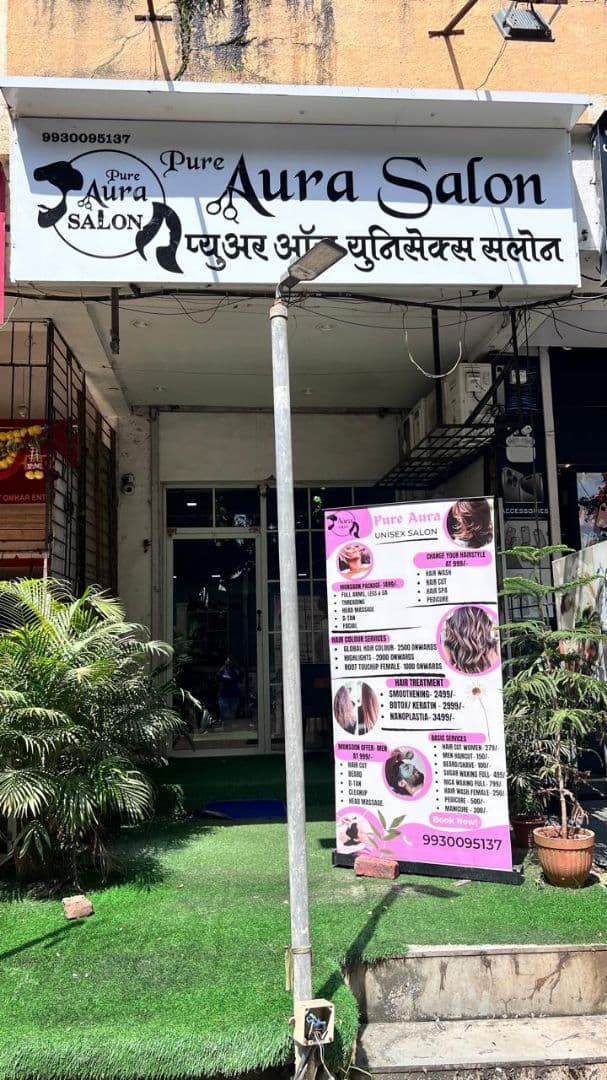 9930095137
Pure
Aura
SALON
Pure Aura Salon
प्युअर युनिसेक्स सलोन
OMKAR ENT
ACCESSORIES
Pure Aura
UNISEX SALON
CHANGE YOUR HAIRSTYLE
AT 999/-
HAIR WASH
HAIR CUT
HAIR SPA
PEDICURE
MONSOON PACKAGE- 1499/-
FULL ARMS, LEGS & UA
THREADING
HEAD MASSAGE
D-TAN
FACIAL
HAIR COLOUR SERVICES
GLOBAL HAIR COLOUR- 2500 ONWARDS
HIGHLIGHTS- 2000 ONWARDS
ROOT TOUCHUP FEMALE- 1000 ONWARDS
HAIR TREATMENT
SMOOTHENING- 2499/-
BOTOX/ KERATIN - 2999/-
NANOPLASTIA- 3499/-
MONSOON OFFER- MEN
AT 999/-
HAIR CUT
BEARD
D-TAN
CLEANUP
HEAD MASSAGE
BASIC SERVICES
HAIR CUT WOMEN- 279/-
MEN HAIRCUT- 150/-
BEARD/SHAVE- 100/-
SUGAR WAXING FULL- 499/-
RICA WAXING FULL- 799/-
HAIR WASH FEMALE- 250/-
PEDICURE - 500/-
MANICURE - 300/-
Book Now!
9930095137